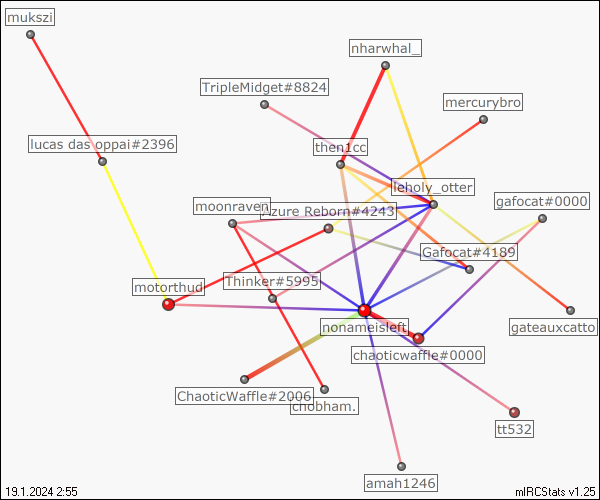 mukszi
nharwhal_
TripleMidget#8824
mercurybro
lucas das oppai#2396
then1cc
leholy_otter
gafocat#0000
moonraven
Azure Reborn#4243
Gafocat#4189
motorthud
Thinker#5995
nonameisleft
gateauxcatto
chaoticwaffle#0000
ChaoticWaffle#2006
chobham.
tt532
amah1246
19.1.2024 2:55
mIRCStats v1.25